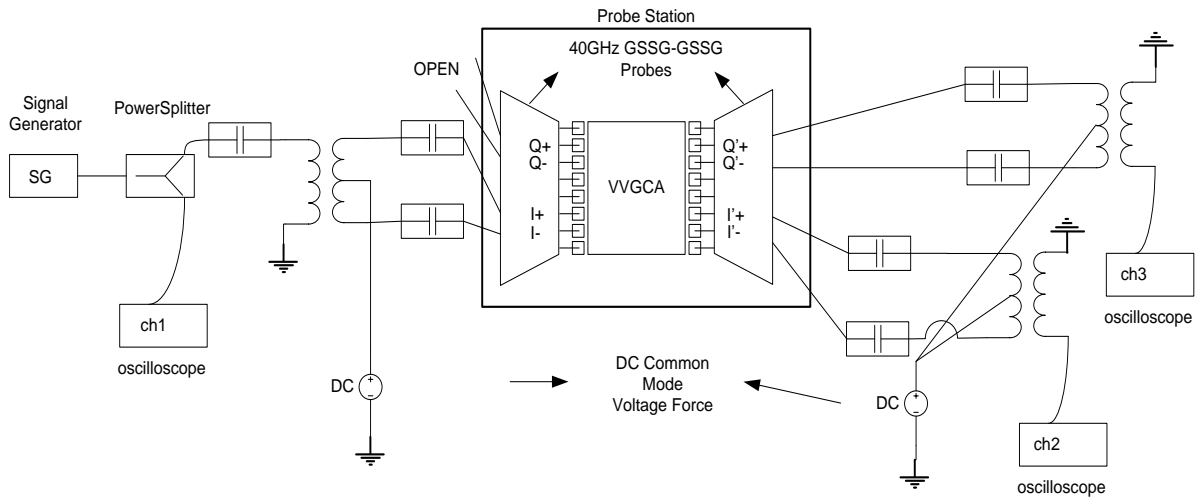 Probe Station
40GHz GSSG-GSSG
Probes
OPEN
Signal
Generator
PowerSplitter
SG
Q+
Q-
I+
I-
VVGCA
Q'+
Q'-
I'+
I'-
ch1
oscilloscope
ch3
oscilloscope
DC
+
−
DC Common
Mode
Voltage Force
DC
+
−
ch2
oscilloscope